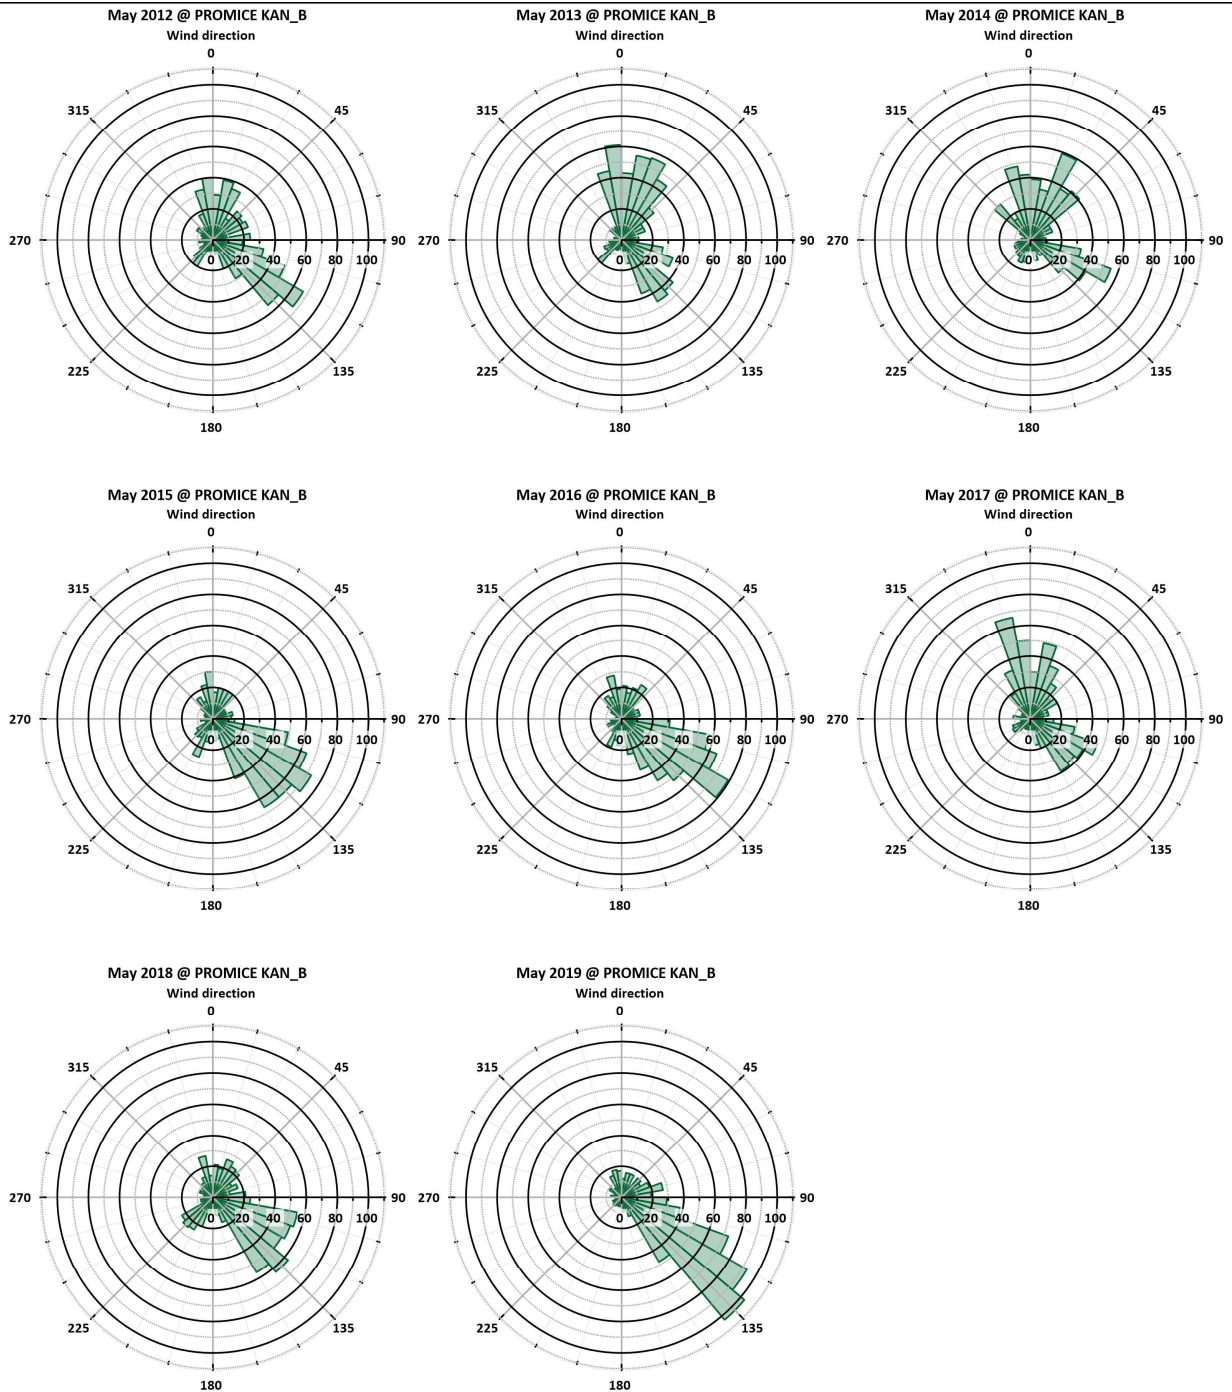 May 2012 @ PROMICE KAN_B
Wind direction
0
315 45
270 90
0 20 40 60 80 100
225 135
180
May 2013 @ PROMICE KAN_B
Wind direction
0
315 45
270 90
0 20 40 60 80 100
225 135
180
May 2014 @ PROMICE KAN_B
Wind direction
0
315 45
270 90
0 20 40 60 80 100
225 135
180
May 2015 @ PROMICE KAN_B
Wind direction
0
315 45
270 90
0 20 40 60 80 100
225 135
180
May 2016 @ PROMICE KAN_B
Wind direction
0
315 45
270 90
0 20 40 60 80 100
225 135
180
May 2017 @ PROMICE KAN_B
Wind direction
0
315 45
270 90
0 20 40 60 80 100
225 135
180
May 2018 @ PROMICE KAN_B
Wind direction
0
315 45
270 90
0 20 40 60 80 100
225 135
180
May 2019 @ PROMICE KAN_B
Wind direction
0
315 45
270 90
0 20 40 60 80 100
225 135
180